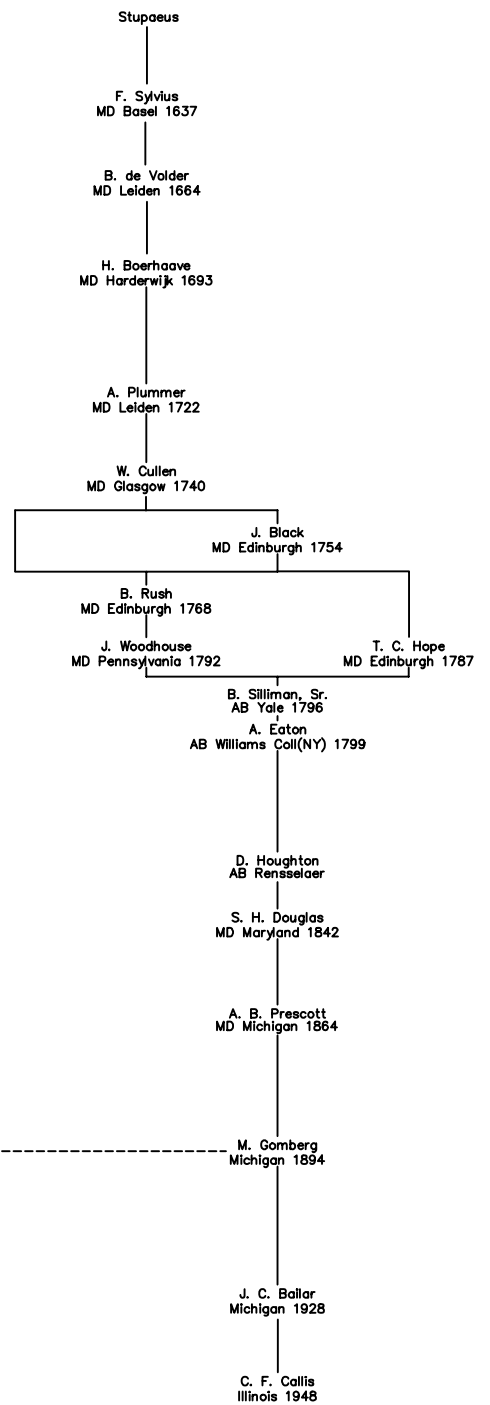 Stupaeus
F. Sylvius
MD Basel 1637
B. de Volder
MD Leiden 1664
H. Boerhaave
MD Harderwijk 1693
A. Plummer
MD Leiden 1722
W. Cullen
MD Glasgow 1740
J. Black
MD Edinburgh 1754
B. Rush
MD Edinburgh 1768
J. Woodhouse
MD Pennsylvania 1792
T. C. Hope
MD Edinburgh 1787
B. Silliman, Sr.
AB Yale 1796
A. Eaton
AB Williams Coll(NY) 1799
D. Houghton
AB Rensselaer
S. H. Douglas
MD Maryland 1842
A. B. Prescott
MD Michigan 1864
M. Gomberg
Michigan 1894
J. C. Bailar
Michigan 1928
C. F. Callis
Illinois 1948